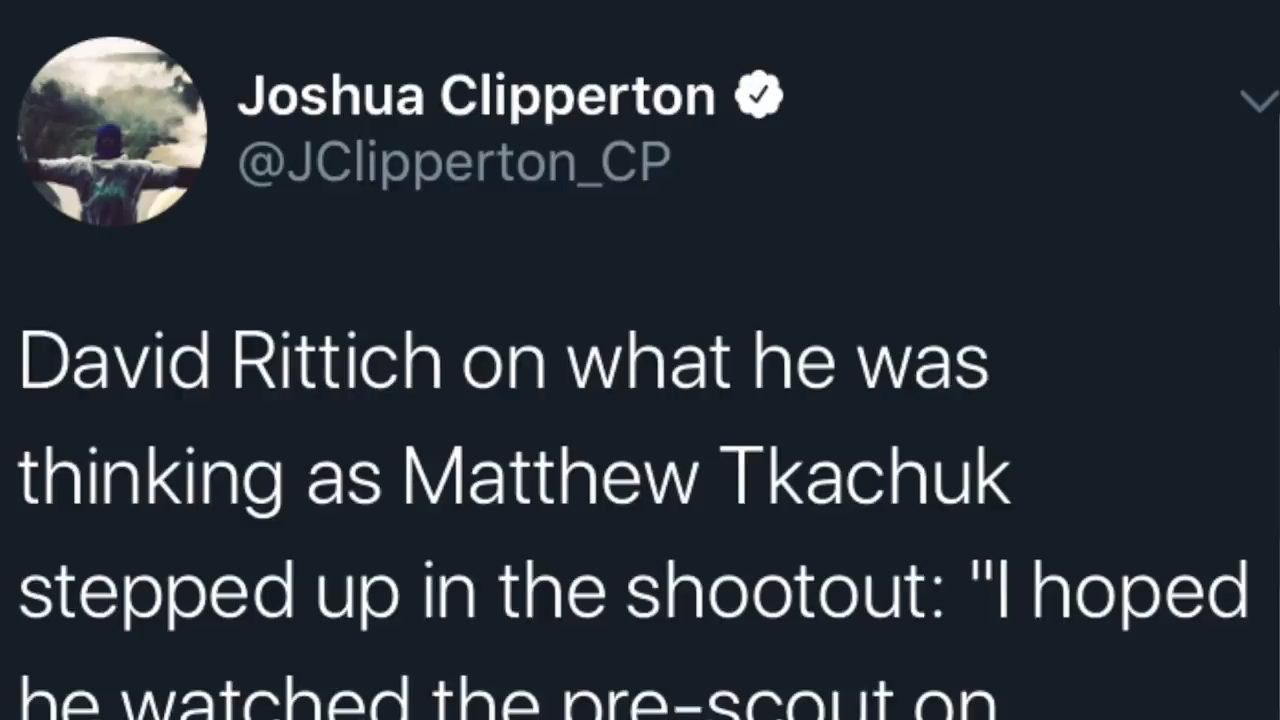 Joshua Clipperton
@JClipperton_CP
David Rittich on what he was
thinking as Matthew Tkachuk
stepped up in the shootout: "I hoped
he watched the pre-scout on